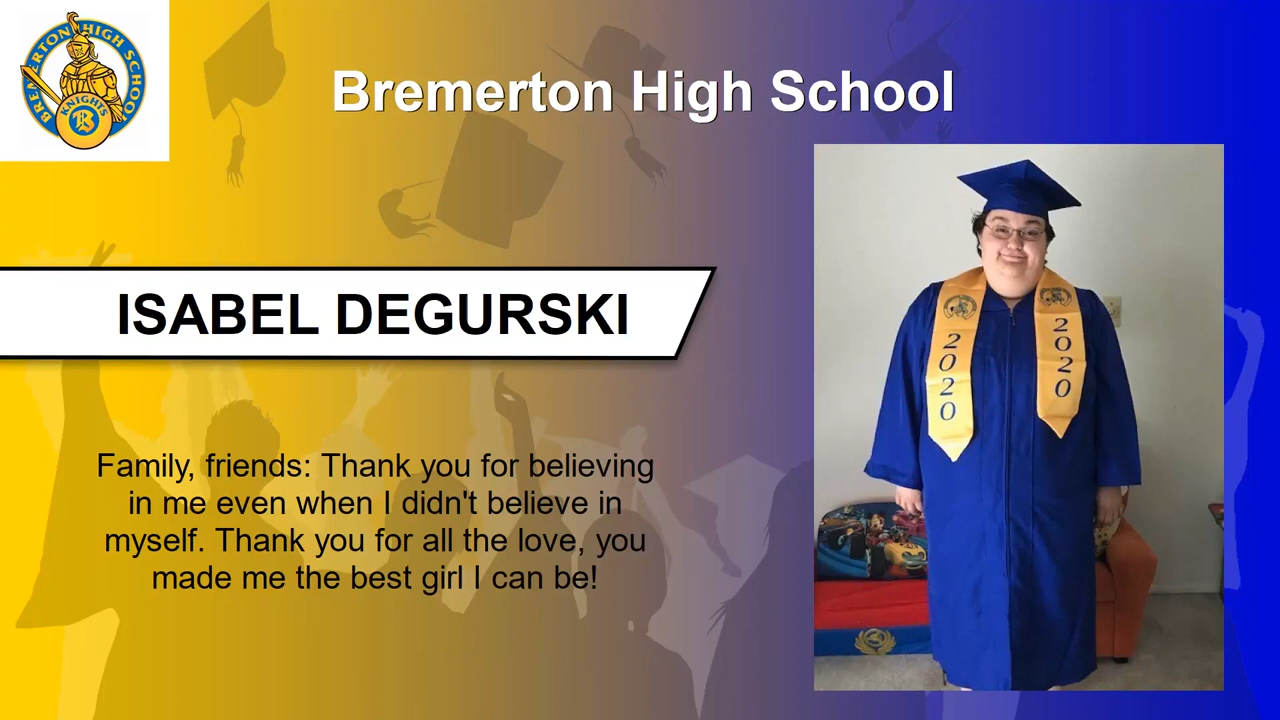 BREMERTON HIGH SCHOOL
KNIGHTS
B
Bremerton High School
ISABEL DEGURSKI
Family, friends: Thank you for believing
in me even when I didn't believe in
myself. Thank you for all the love, you
made me the best girl I can be!
2020
2020